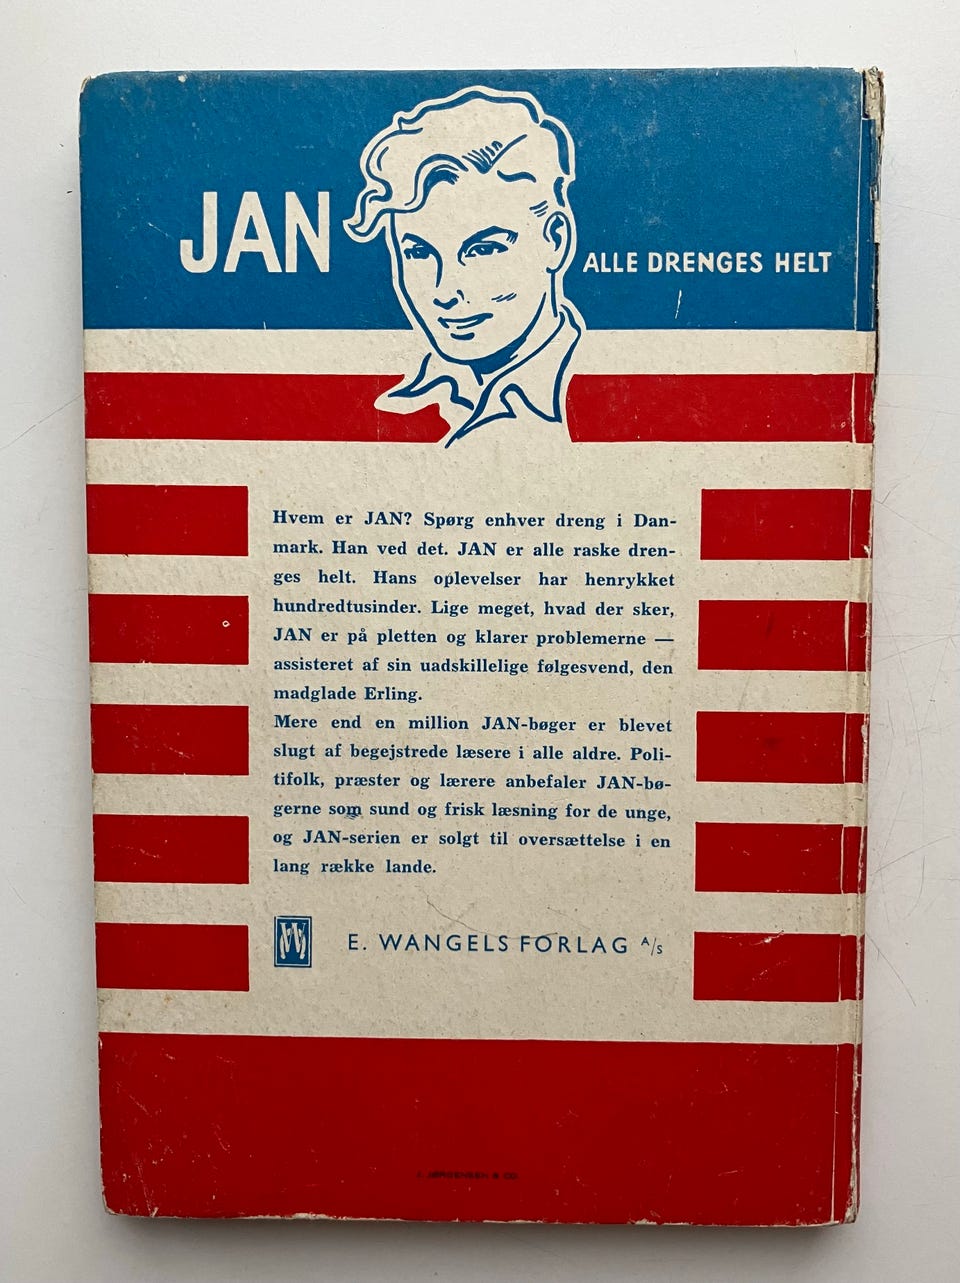 JAN
ALLE DRENGES HELT
Hvem er JAN? Spørg enhver dreng i Dan-
mark. Han ved det. JAN er alle raske dren-
ges helt. Hans oplevelser har henrykket
hundredtusinder. Lige meget, hvad der sker,
JAN er på pletten og klarer problemerne —
assisteret af sin uadskillelige følgesvend, den
madglade Erling.
Mere end en million JAN-bøger er blevet
slugt af begejstrede læsere i alle aldre. Poli-
tifolk, præster og lærere anbefaler JAN-bø-
gerne som sund og frisk læsning for de unge,
og JAN-serien er solgt til oversættelse i en
lang række lande.
W E. WANGELS FORLAG A/S
J. JØRGENSEN & CO